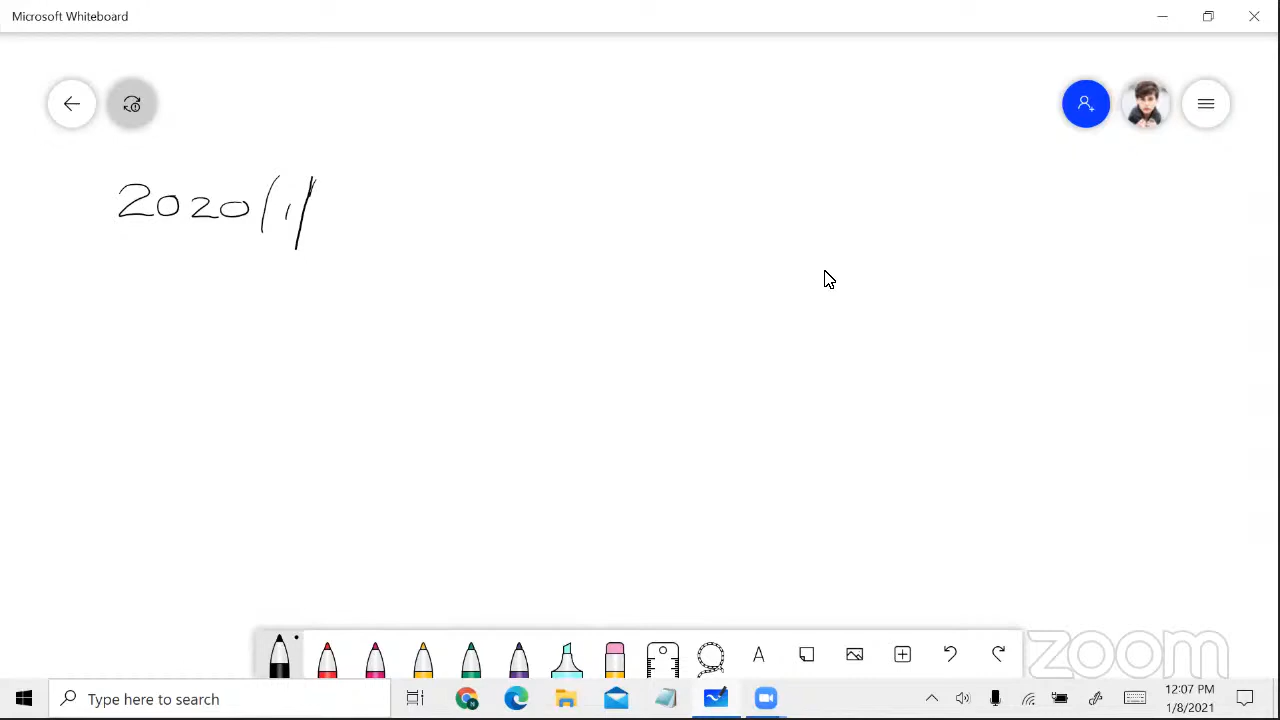 Microsoft Whiteboard
2020/1/
A
zoom
Type here to search
12:07 PM
1/8/2021